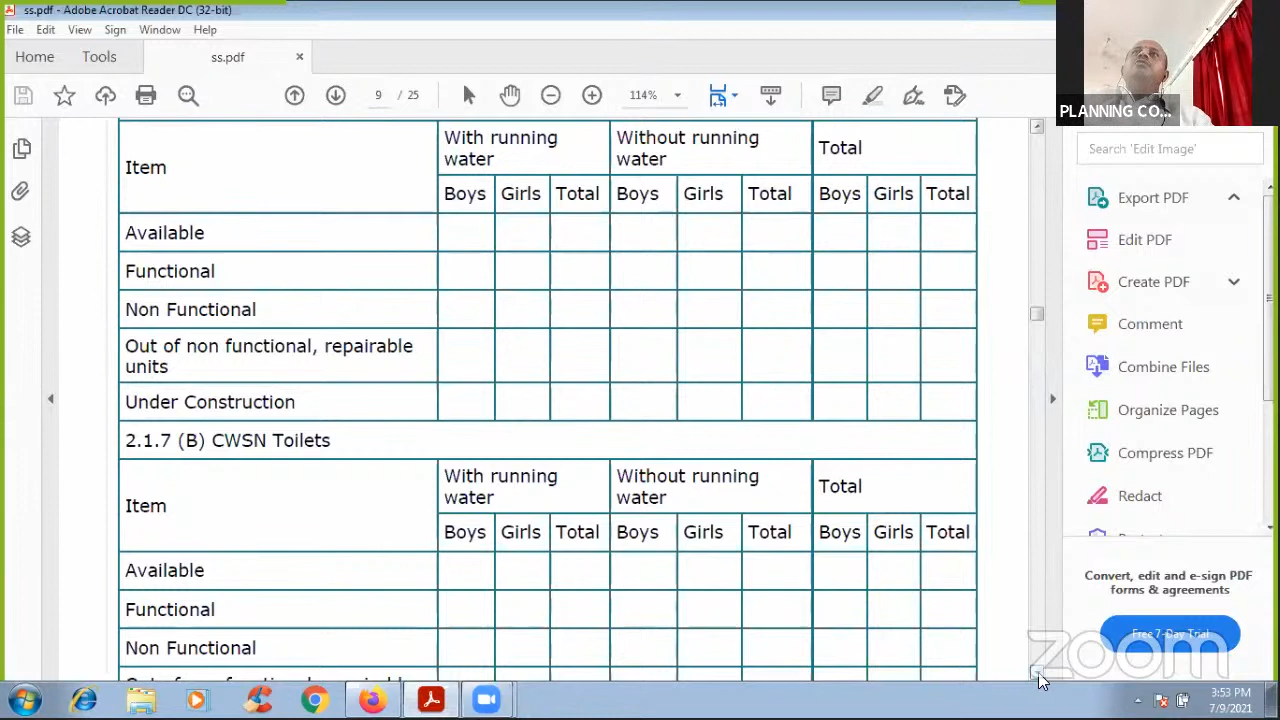 ss.pdf - Adobe Acrobat Reader DC (32-bit)
File Edit View Sign Window Help
Home Tools ss.pdf ×
9 / 25 114%
PLANNING CO...
Search 'Edit Image'
Item With running water Without running water Total
Boys Girls Total Boys Girls Total Boys Girls Total
Available
Functional
Non Functional
Out of non functional, repairable
units
Under Construction
2.1.7 (B) CWSN Toilets
Item With running water Without running water Total
Boys Girls Total Boys Girls Total Boys Girls Total
Available
Functional
Non Functional
Export PDF
Edit PDF
Create PDF
Comment
Combine Files
Organize Pages
Compress PDF
Redact
Convert, edit and e-sign PDF
forms & agreements
Free 7-Day Trial
zoom
3:53 PM
7/9/2021